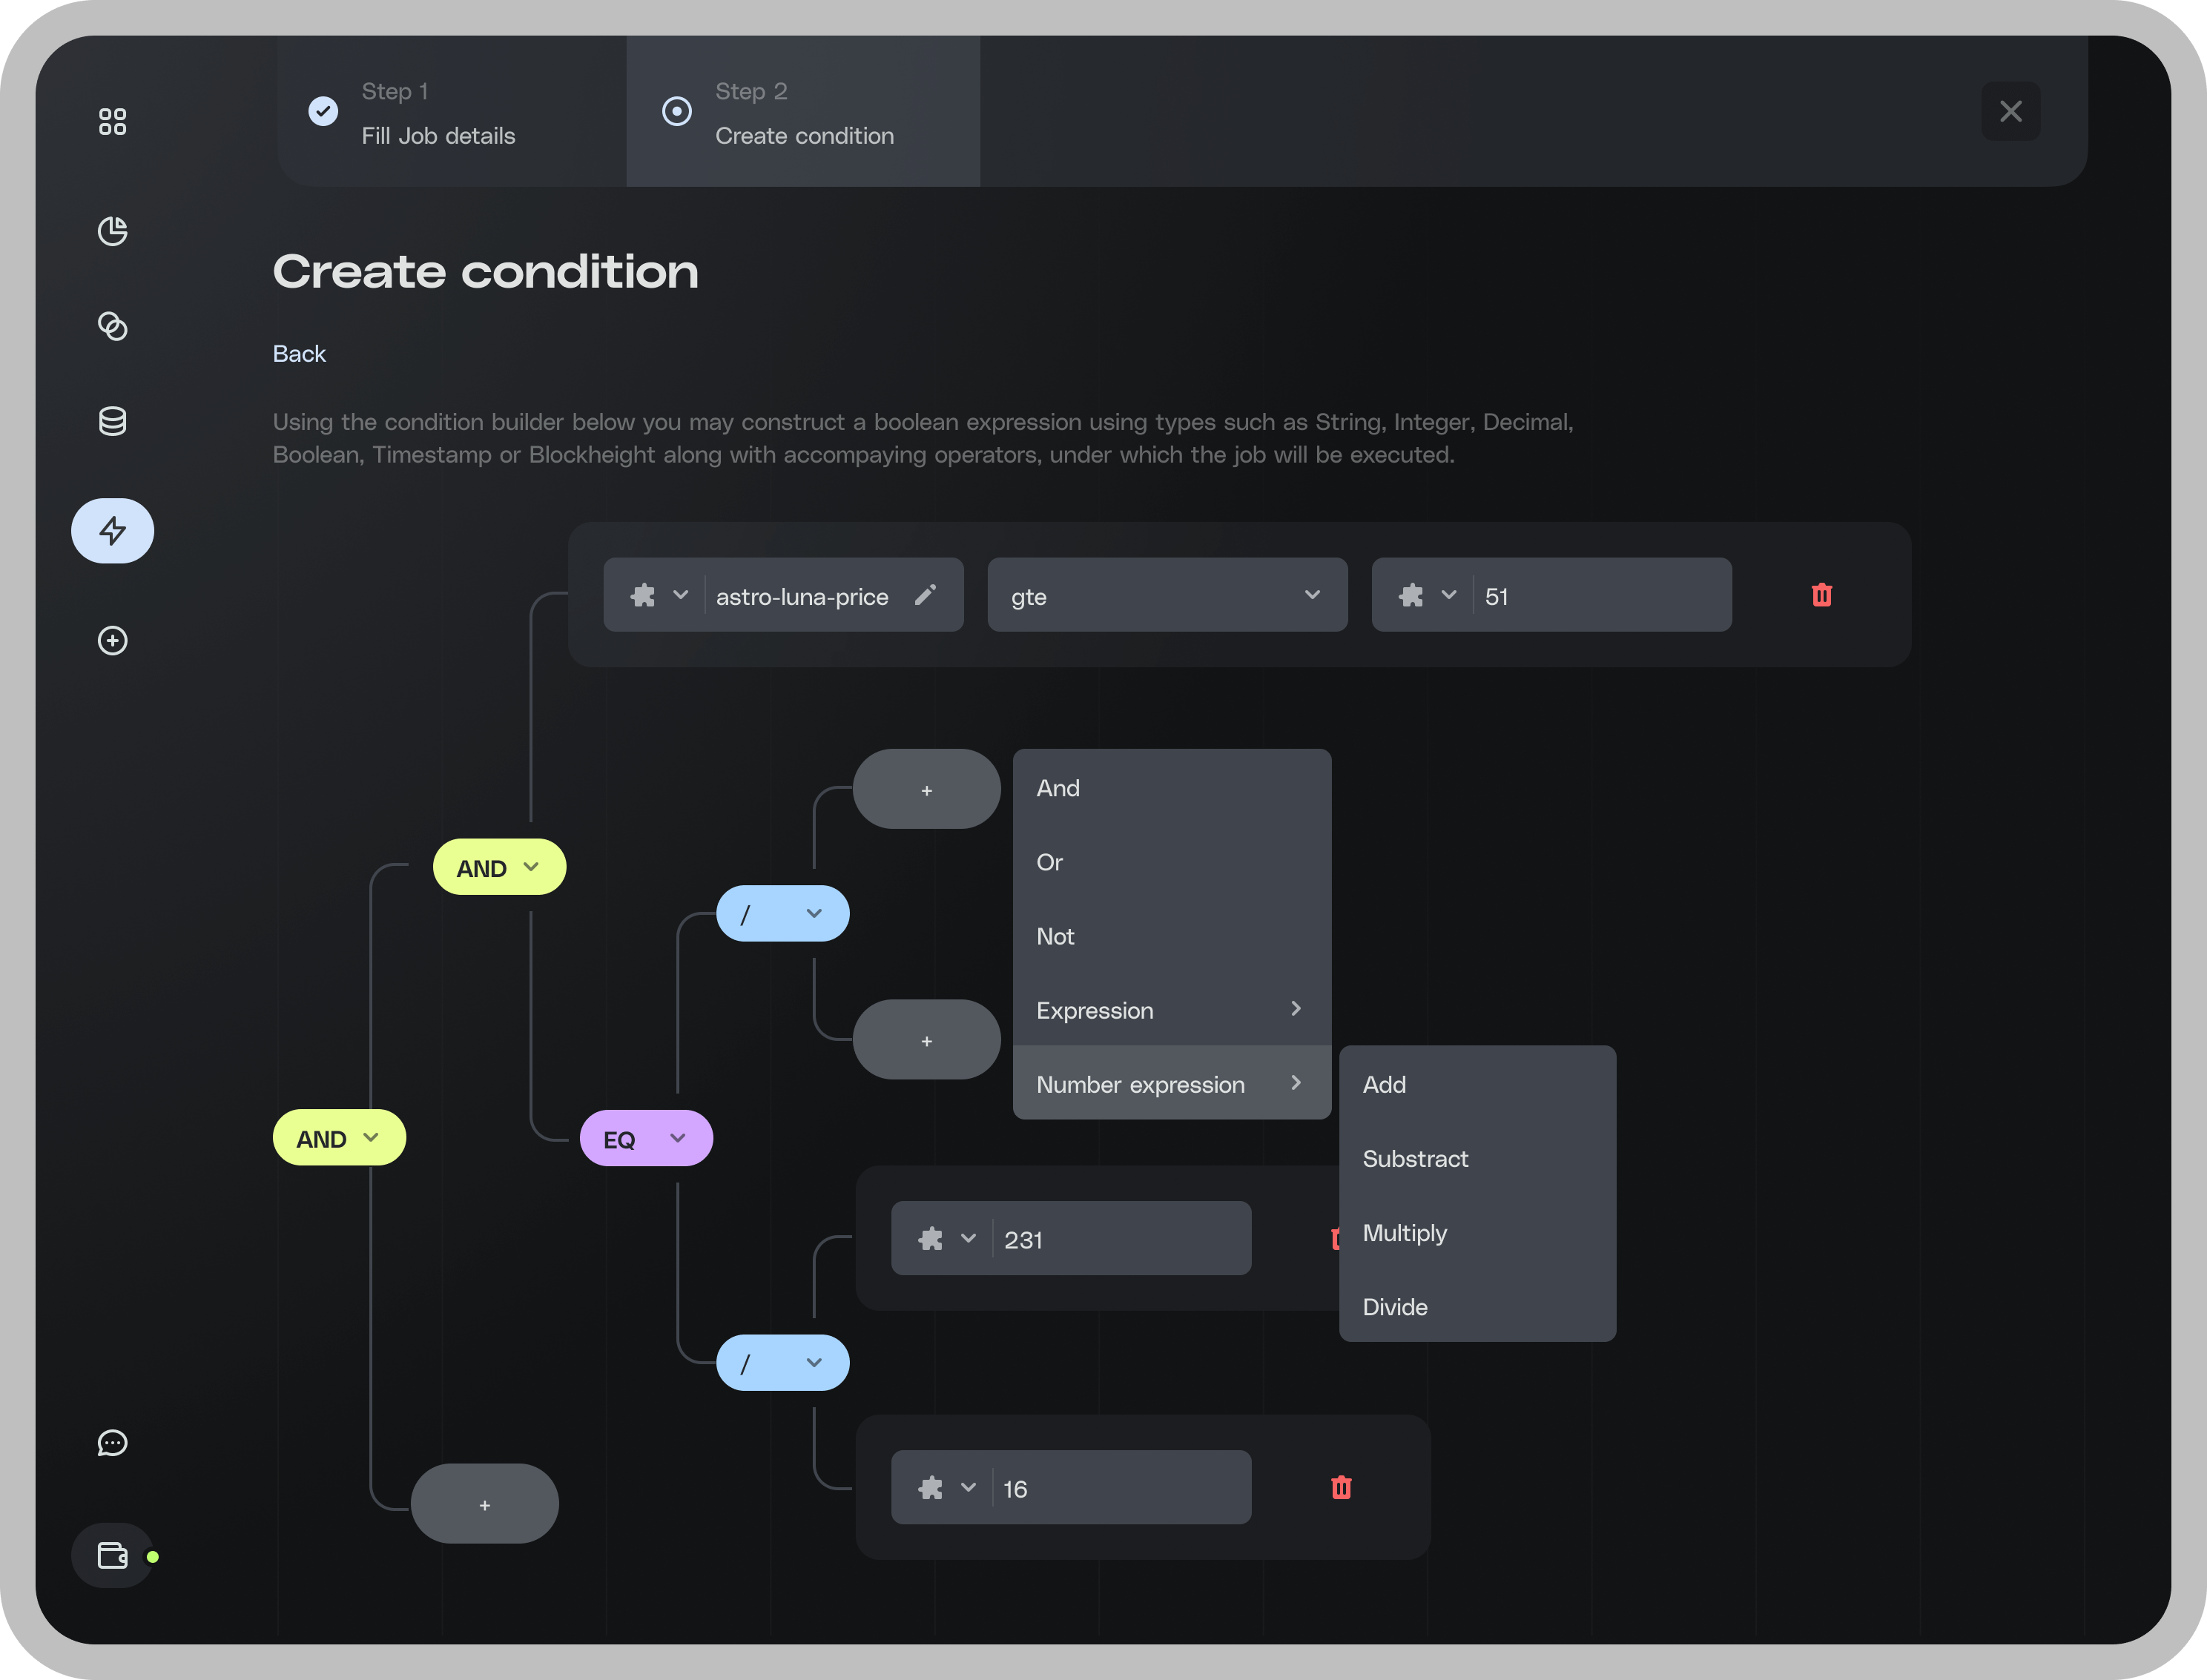 Step 1
Fill Job details
Step 2
Create condition
Create condition
Back
Using the condition builder below you may construct a boolean expression using types such as String, Integer, Decimal,
Boolean, Timestamp or Blockheight along with accompaying operators, under which the job will be executed.
astro-luna-price
gte
51
+
And
Or
AND
/
Not
Expression
+
Number expression
Add
AND
EQ
Substract
231
Multiply
Divide
/
16
+